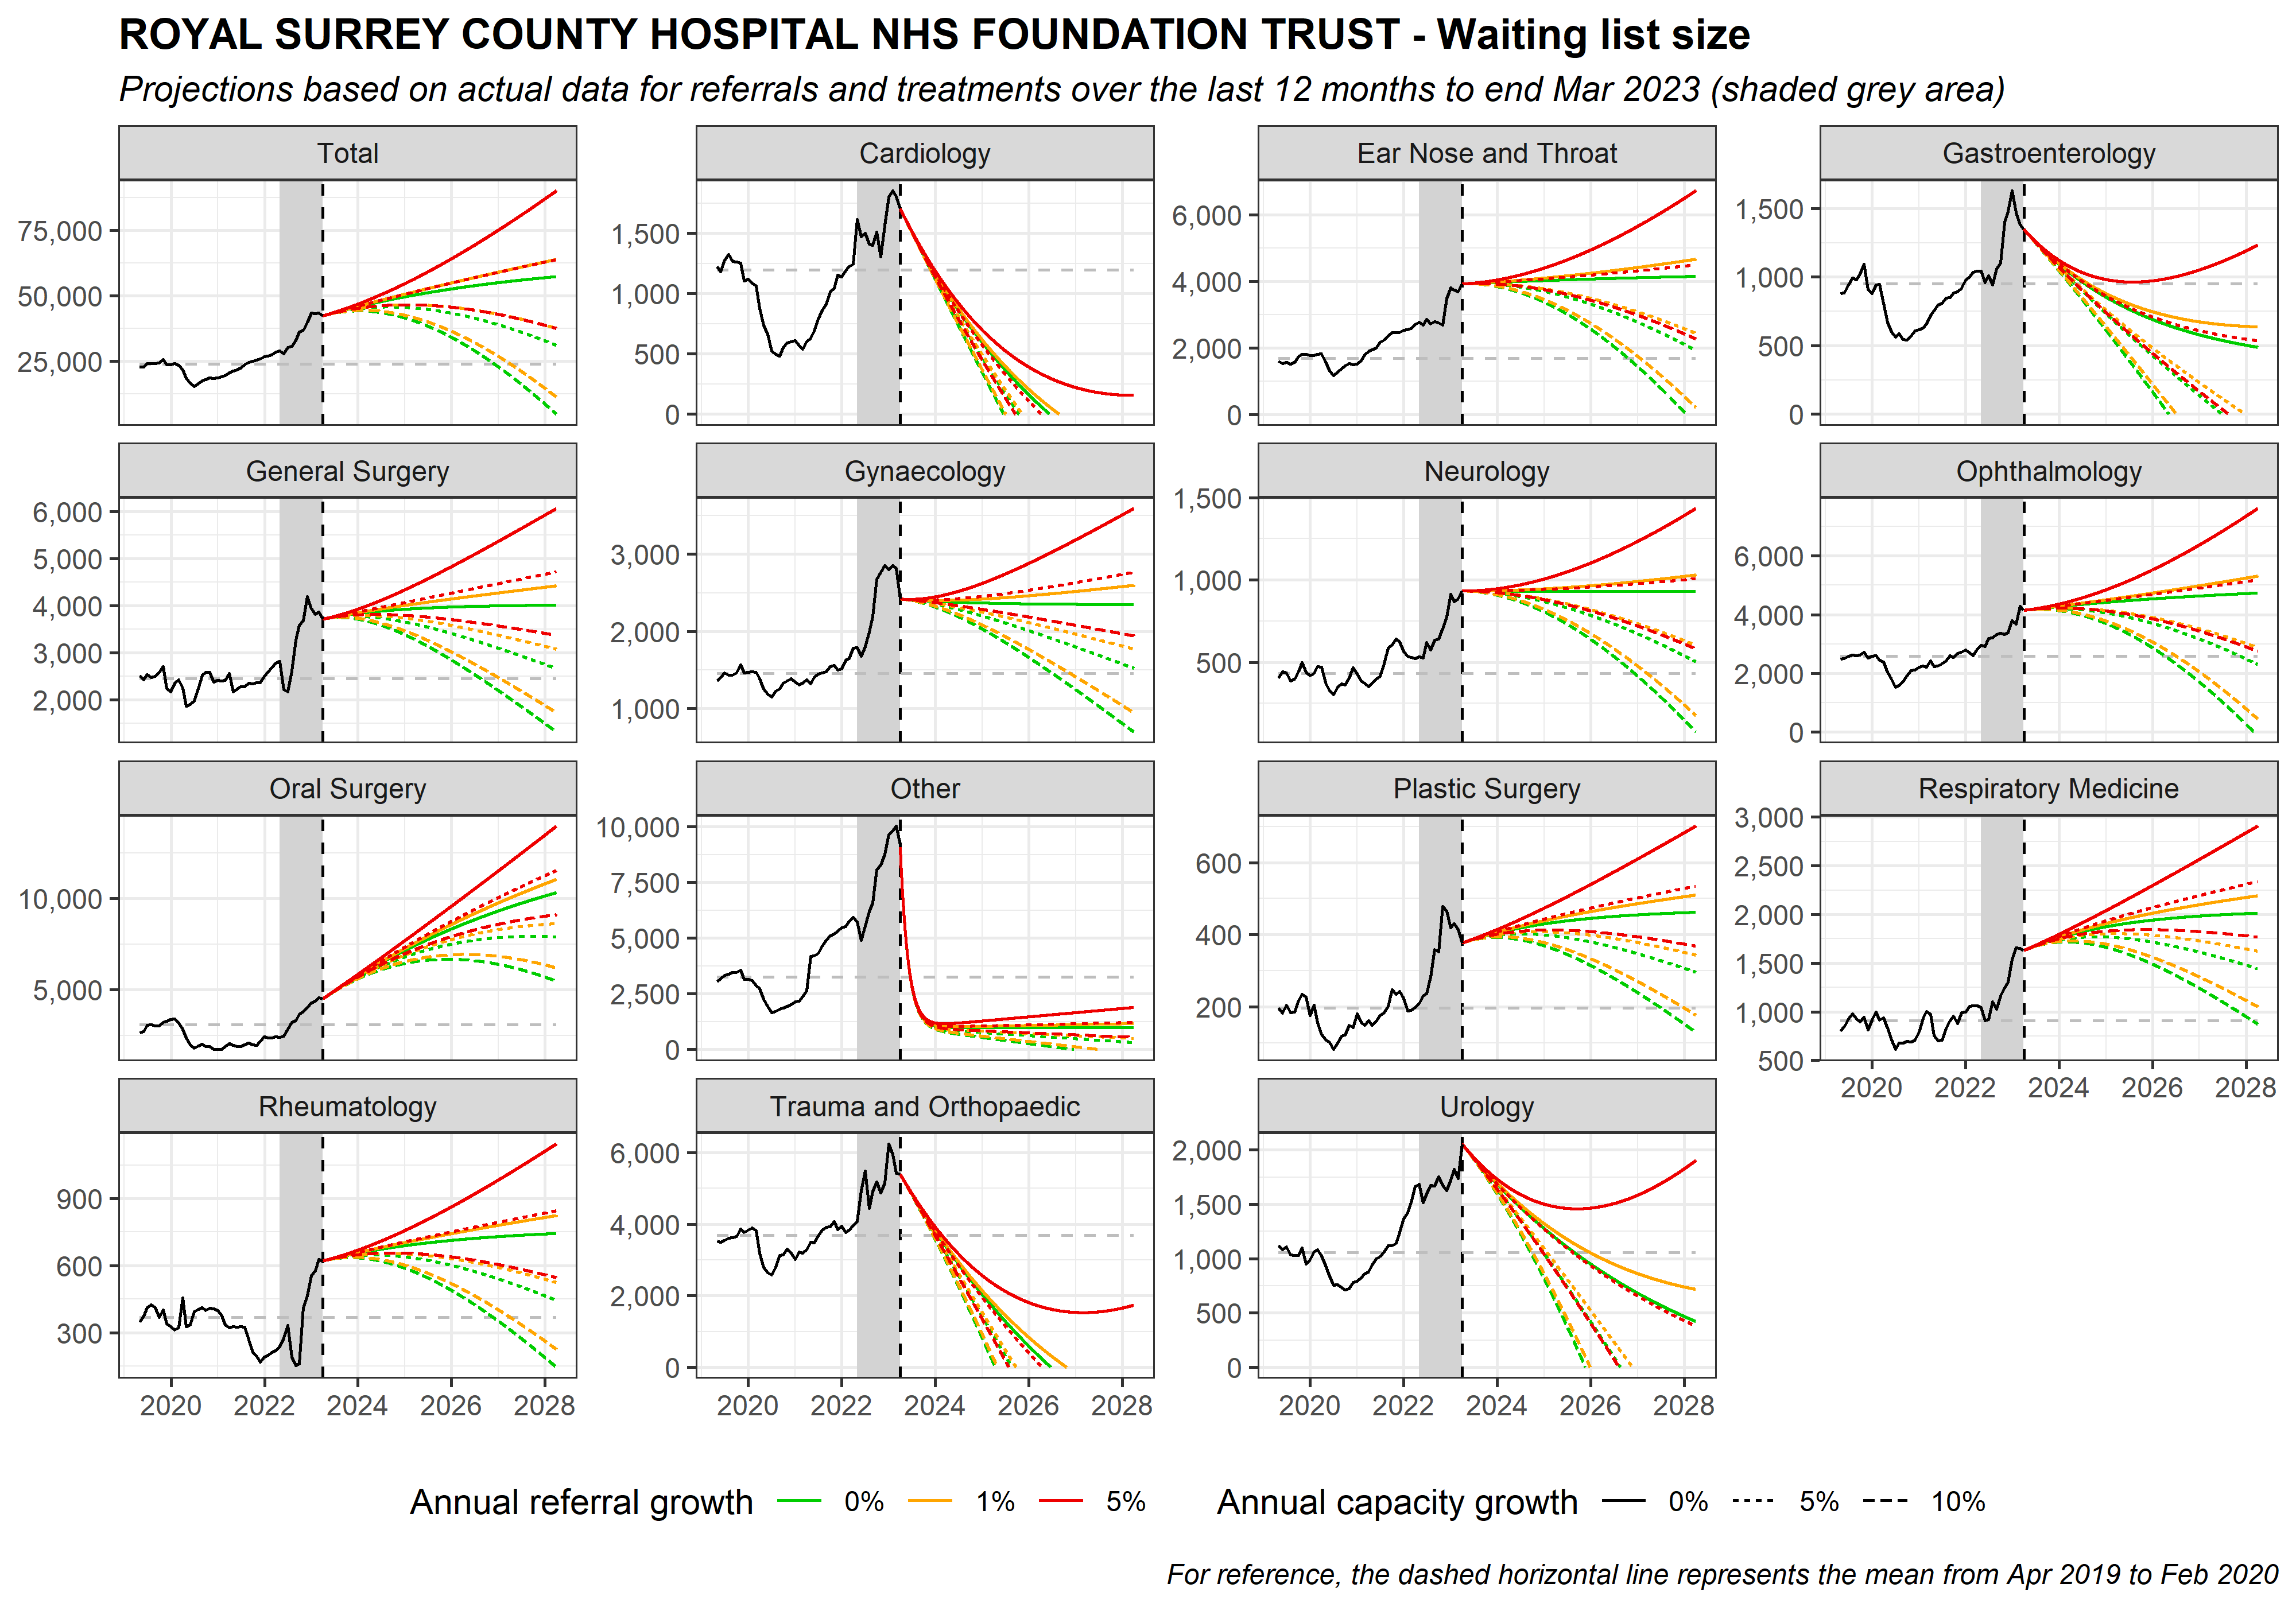 ROYAL SURREY COUNTY HOSPITAL NHS FOUNDATION TRUST - Waiting list size
Projections based on actual data for referrals and treatments over the last 12 months to end Mar 2023 (shaded grey area)
Total
75,000
50,000
25,000
Cardiology
1,500
1,000
500
0
Ear Nose and Throat
6,000
4,000
2,000
0
Gastroenterology
1,500
1,000
500
0
General Surgery
6,000
5,000
4,000
3,000
2,000
Gynaecology
3,000
2,000
1,000
Neurology
1,500
1,000
500
Ophthalmology
6,000
4,000
2,000
0
Oral Surgery
10,000
5,000
Other
10,000
7,500
5,000
2,500
0
Plastic Surgery
600
400
200
Respiratory Medicine
3,000
2,500
2,000
1,500
1,000
500
2020 2022 2024 2026 2028
Rheumatology
900
600
300
2020 2022 2024 2026 2028
Trauma and Orthopaedic
6,000
4,000
2,000
0
2020 2022 2024 2026 2028
Urology
2,000
1,500
1,000
500
0
2020 2022 2024 2026 2028
Annual referral growth 0% 1% 5% Annual capacity growth 0% 5% 10%
For reference, the dashed horizontal line represents the mean from Apr 2019 to Feb 2020